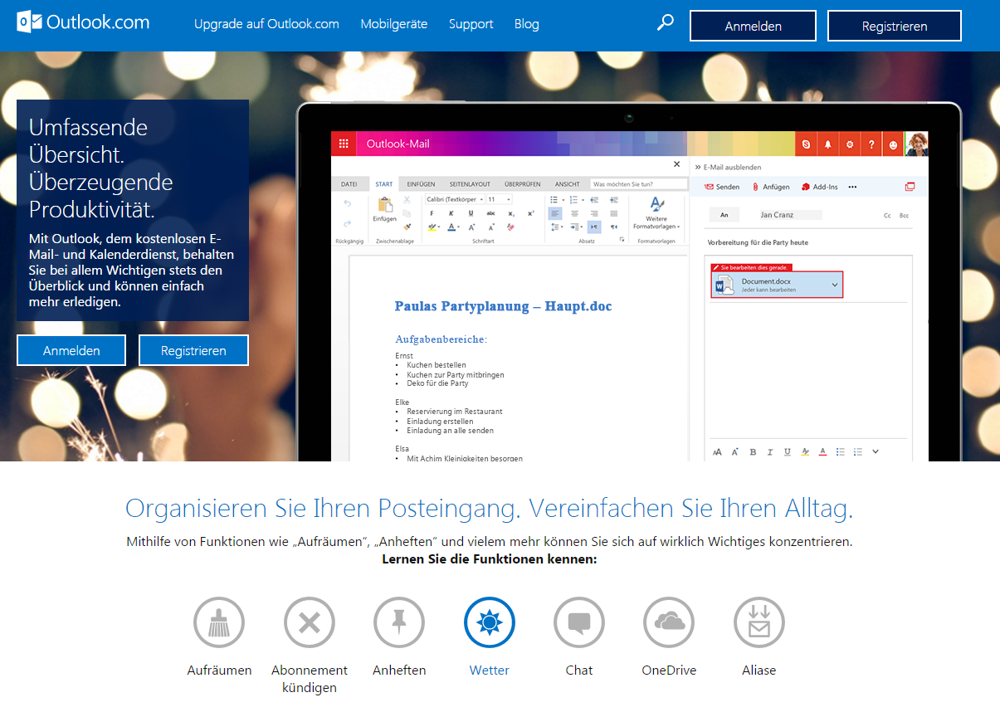 Outlook.com
Upgrade auf Outlook.com Mobilgeräte Support Blog
Anmelden Registrieren
Umfassende
Übersicht.
Überzeugende
Produktivität.
Mit Outlook, dem kostenlosen E-
Mail- und Kalenderdienst, behalten
Sie bei allem Wichtigen stets den
Überblick und können einfach
mehr erledigen.
Anmelden Registrieren
Outlook-Mail
DATEI START EINFÜGEN SEITENLAYOUT ÜBERPRÜFEN ANSICHT Was möchten Sie tun?
Calibri (Textkörper 11
Einfügen
F K U abc x₂ x²
Weitere
Formatvorlagen
Rückgängig Zwischenablage Schriftart Absatz Formatvorlagen
Paulas Partyplanung – Haupt.doc
Aufgabenbereiche:
Ernst
• Kuchen bestellen
• Kuchen zur Party mitbringen
• Deko für die Party
Elke
• Reservierung im Restaurant
• Einladung erstellen
• Einladung an alle senden
Elsa
• Mit Achim Kleinigkeiten besorgen
» E-Mail ausblenden
Senden Anfügen Add-Ins •••
An Jan Cranz Cc Bcc
Vorbereitung für die Party heute
Sie bearbeiten dies gerade.
Document.docx
Jeder kann bearbeiten
AA A B I U A
Organisieren Sie Ihren Posteingang. Vereinfachen Sie Ihren Alltag.
Mithilfe von Funktionen wie „Aufräumen“, „Anheften“ und vielem mehr können Sie sich auf wirklich Wichtiges konzentrieren.
Lernen Sie die Funktionen kennen:
Aufräumen
Abonnement
kündigen
Anheften
Wetter
Chat
OneDrive
Aliase